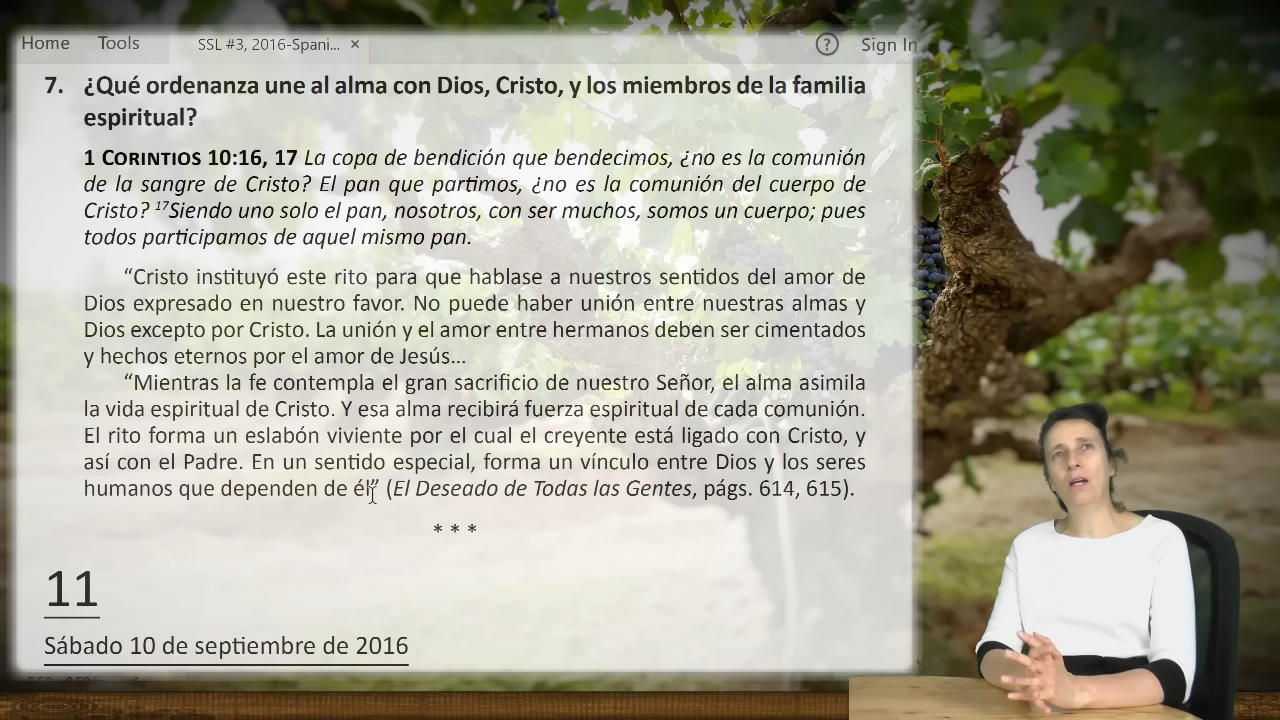 Home Tools SSL #3, 2016-Spani... × ? Sign In
7. ¿Qué ordenanza une al alma con Dios, Cristo, y los miembros de la familia
espiritual?
1 CORINTIOS 10:16, 17 La copa de bendición que bendecimos, ¿no es la comunión
de la sangre de Cristo? El pan que partimos, ¿no es la comunión del cuerpo de
Cristo? ¹⁷Siendo uno solo el pan, nosotros, con ser muchos, somos un cuerpo; pues
todos participamos de aquel mismo pan.
“Cristo instituyó este rito para que hablase a nuestros sentidos del amor de
Dios expresado en nuestro favor. No puede haber unión entre nuestras almas y
Dios excepto por Cristo. La unión y el amor entre hermanos deben ser cimentados
y hechos eternos por el amor de Jesús...
“Mientras la fe contempla el gran sacrificio de nuestro Señor, el alma asimila
la vida espiritual de Cristo. Y esa alma recibirá fuerza espiritual de cada comunión.
El rito forma un eslabón viviente por el cual el creyente está ligado con Cristo, y
así con el Padre. En un sentido especial, forma un vínculo entre Dios y los seres
humanos que dependen de él” (El Deseado de Todas las Gentes, págs. 614, 615).
* * *
11
Sábado 10 de septiembre de 2016